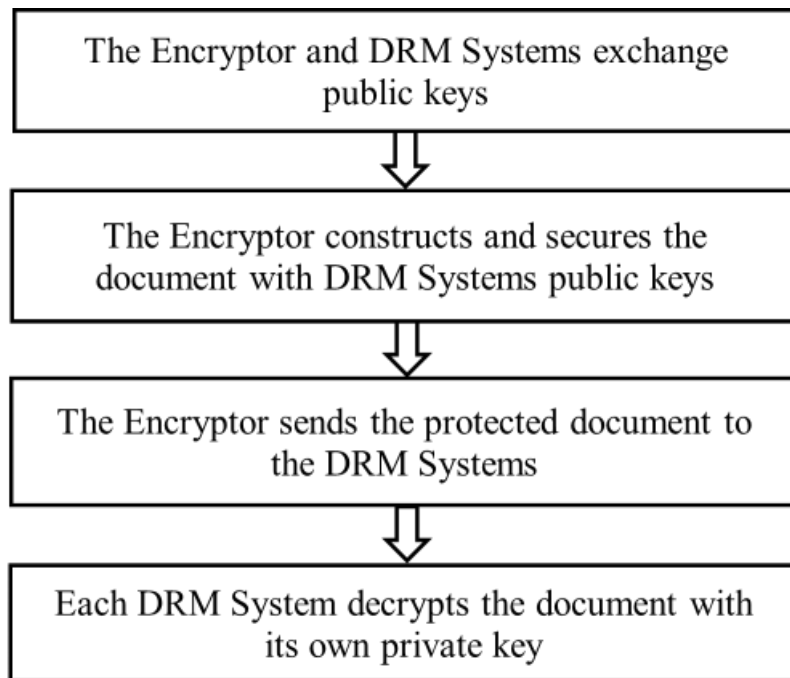 The Encryptor and DRM Systems exchange
public keys
The Encryptor constructs and secures the
document with DRM Systems public keys
The Encryptor sends the protected document to
the DRM Systems
Each DRM System decrypts the document with
its own private key